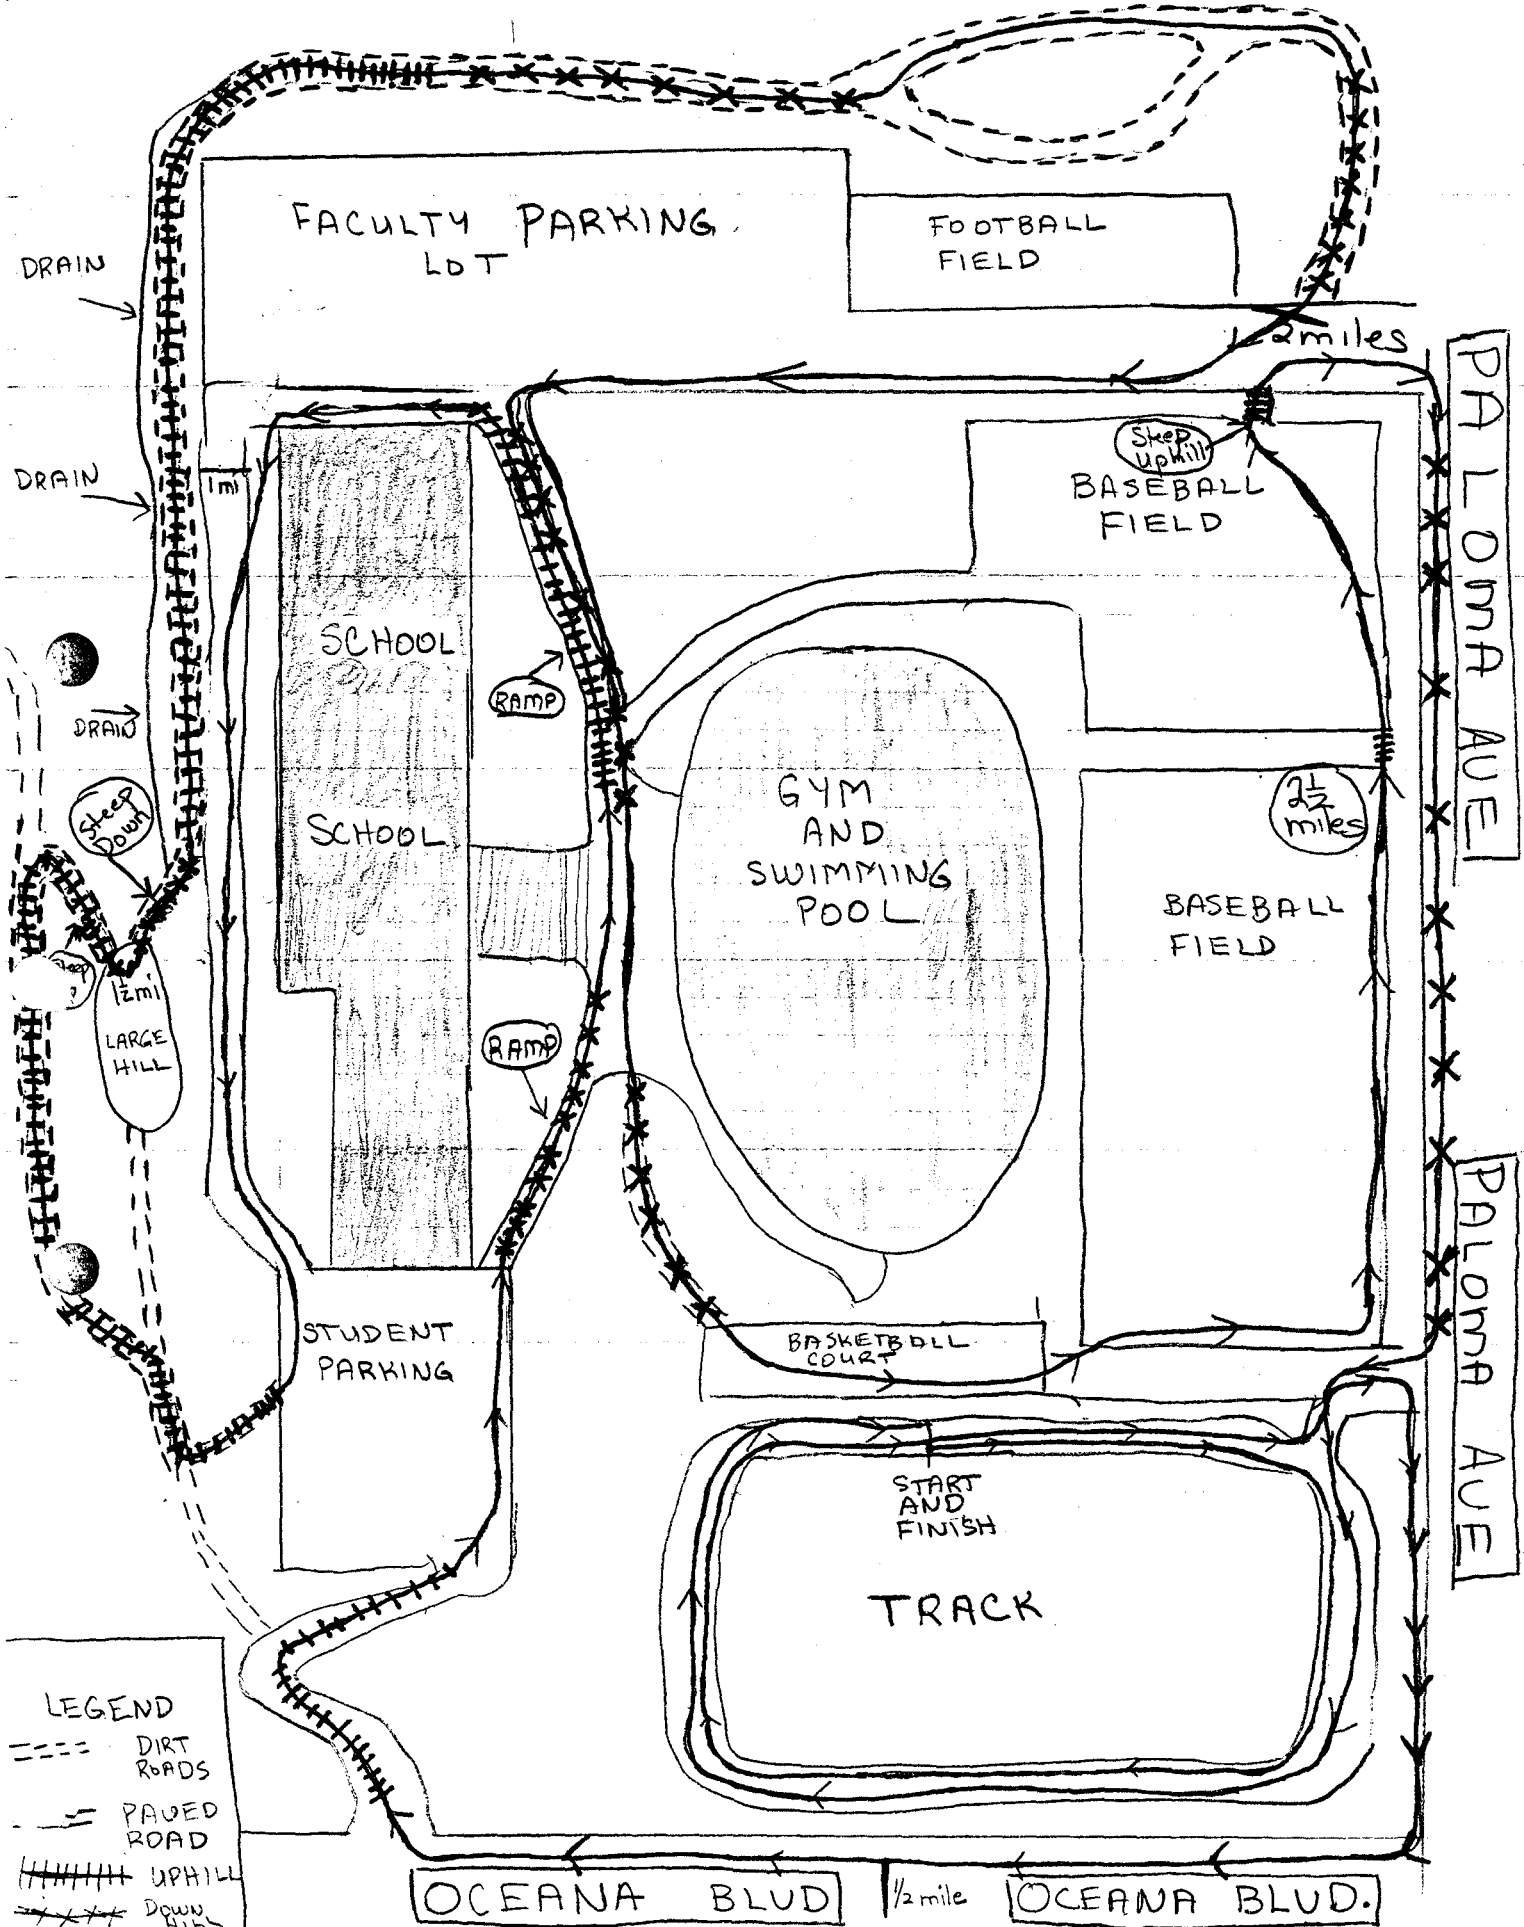 FACULTY PARKING
LOT
FOOTBALL
FIELD
DRAIN
2 miles
PALOMA AVE
Steep
Uphill
DRAIN
1 mi
BASEBALL
FIELD
SCHOOL
RAMP
DRAIN
Steep
Down
GYM
AND
SWIMMING
POOL
2½
miles
SCHOOL
BASEBALL
FIELD
1½ mi
LARGE
HILL
RAMP
PALOMA AVE
STUDENT
PARKING
BASKETBALL
COURT
START
AND
FINISH
TRACK
LEGEND
DIRT
ROADS
PAVED
ROAD
UPHILL
DOWN
HILL
OCEANA BLVD
½ mile
OCEANA BLVD.